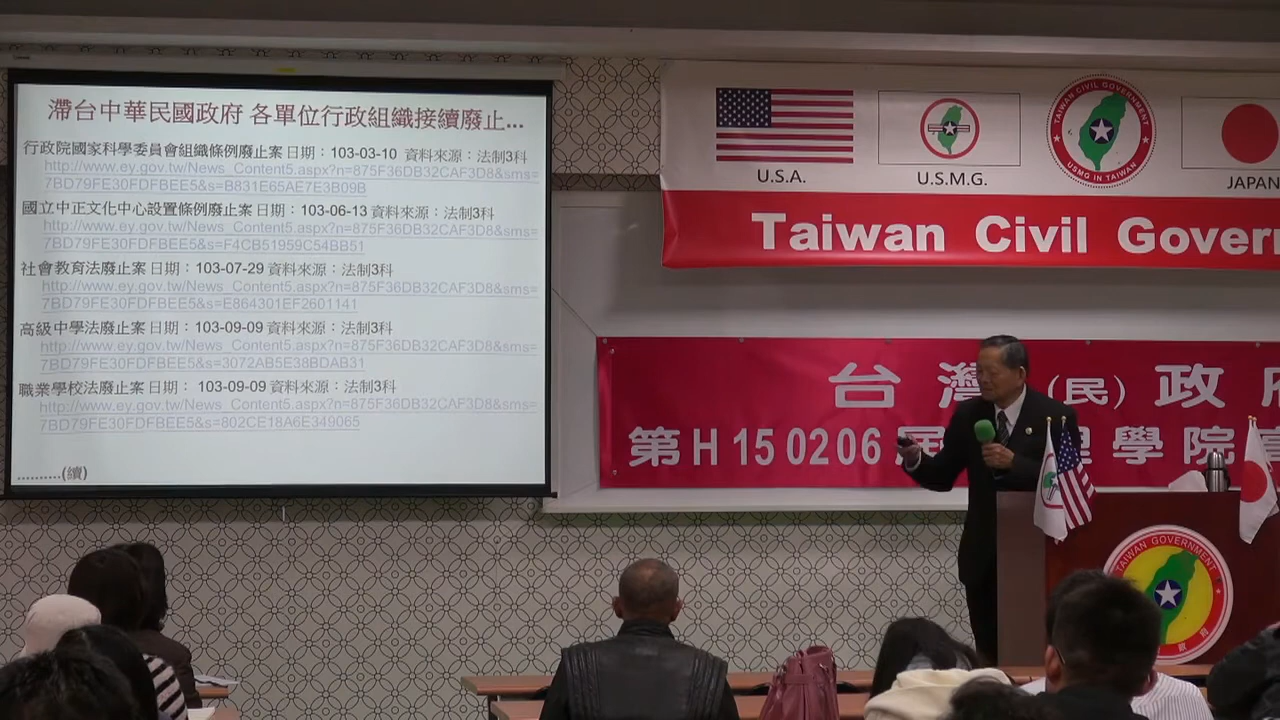 滯台中華民國政府 各單位行政組織接續廢止...
行政院國家科學委員會組織條例廢止案 日期：103-03-10 資料來源：法制3科
http://www.ey.gov.tw/News_Content5.aspx?n=875F36DB32CAF3D8&sms=
7BD79FE30FDFBEE5&s=B831E65AE7E3B09B
國立中正文化中心設置條例廢止案 日期：103-06-13 資料來源：法制3科
http://www.ey.gov.tw/News_Content5.aspx?n=875F36DB32CAF3D8&sms=
7BD79FE30FDFBEE5&s=F4CB51959C54BB51
社會教育法廢止案 日期：103-07-29 資料來源：法制3科
http://www.ey.gov.tw/News_Content5.aspx?n=875F36DB32CAF3D8&sms=
7BD79FE30FDFBEE5&s=E864301EF2601141
高級中學法廢止案 日期：103-09-09 資料來源：法制3科
http://www.ey.gov.tw/News_Content5.aspx?n=875F36DB32CAF3D8&sms=
7BD79FE30FDFBEE5&s=3072AB5E38BDAB31
職業學校法廢止案 日期： 103-09-09 資料來源：法制3科
http://www.ey.gov.tw/News_Content5.aspx?n=875F36DB32CAF3D8&sms=
7BD79FE30FDFBEE5&s=802CE18A6E349065
..........(續)
U.S.A.
U.S.M.G.
TAIWAN CIVIL GOVERNMENT
USMG IN TAIWAN
JAPAN
Taiwan Civil Govern
台灣(民)政府
第H150206屆 理學院
TAIWAN GOVERNMENT